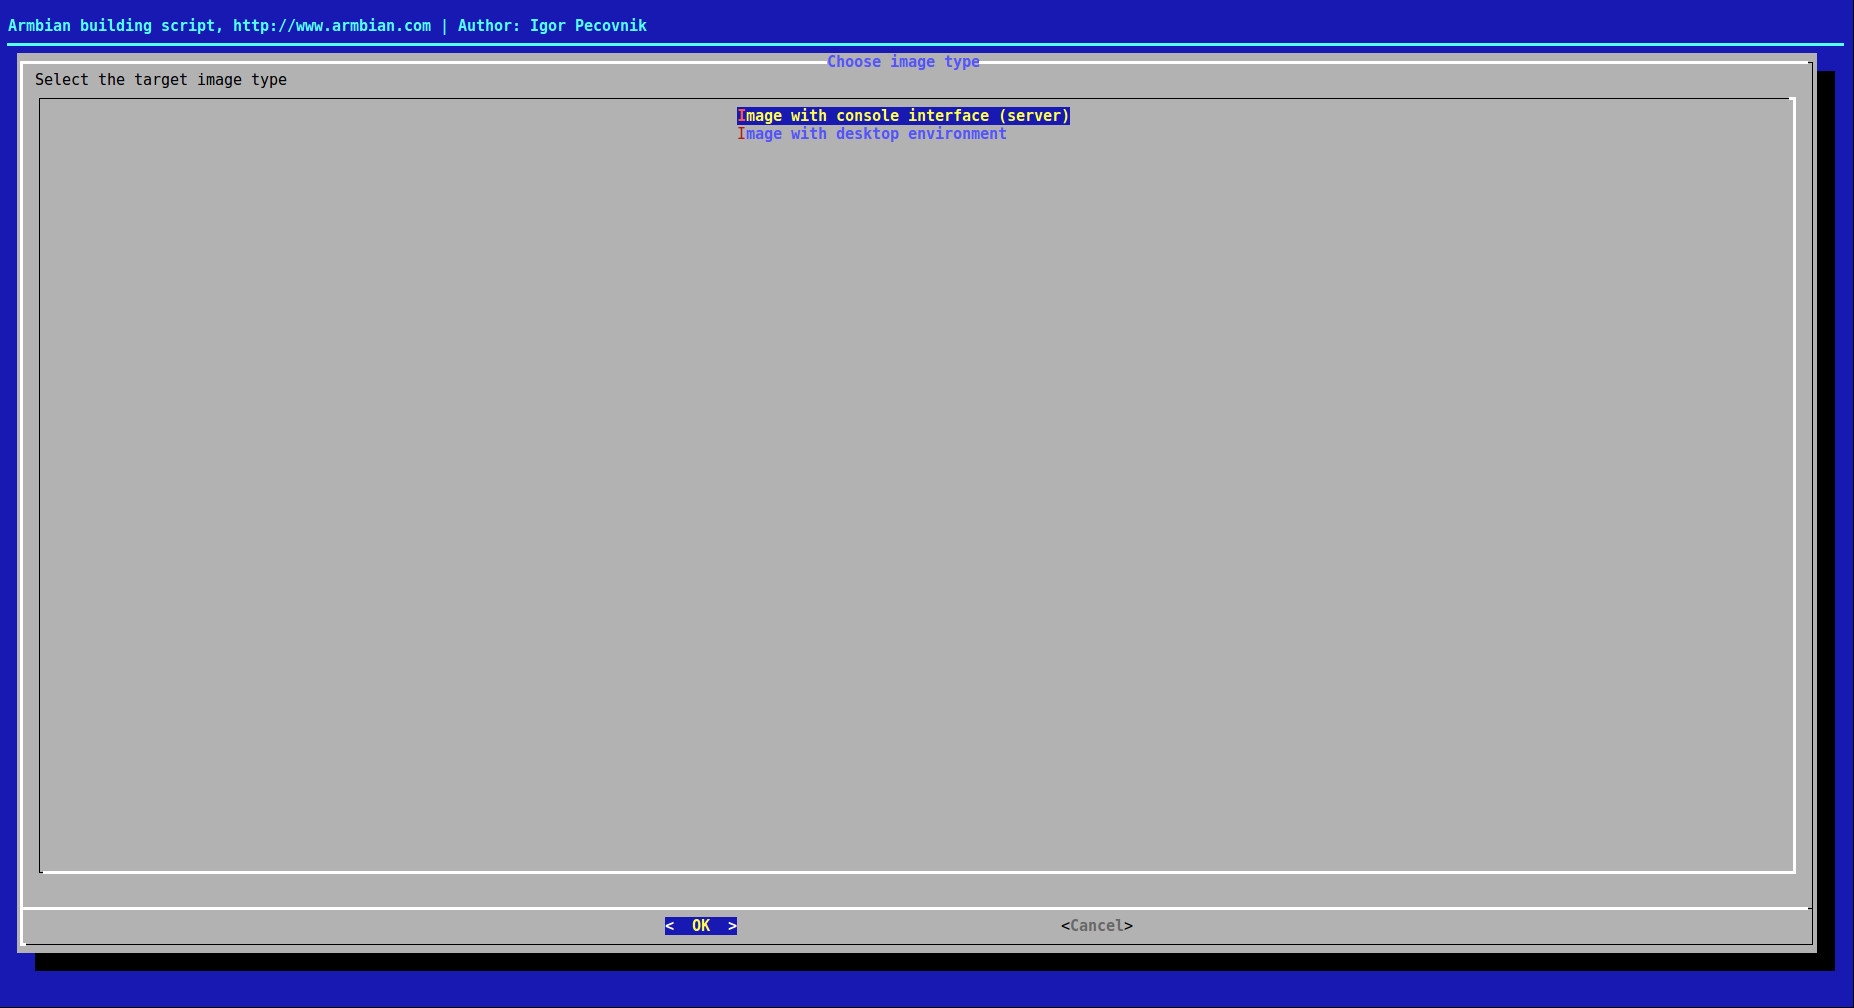 Armbian building script, http://www.armbian.com | Author: Igor Pecovnik
Choose image type
Select the target image type
Image with console interface (server)
Image with desktop environment
< OK > <Cancel>